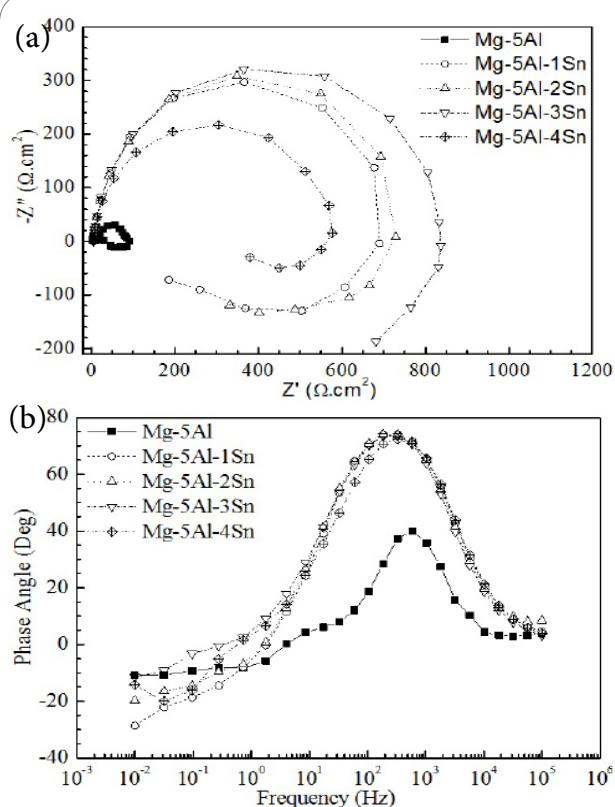 (a)
400
300
200
100
0
-100
-200
-Z" (Ω.cm²)
Mg-5Al
Mg-5Al-1Sn
Mg-5Al-2Sn
Mg-5Al-3Sn
Mg-5Al-4Sn
0 200 400 600 800 1000 1200
Z' (Ω.cm²)
(b)
80
60
40
20
0
-20
-40
Phase Angle (Deg)
Mg-5Al
Mg-5Al-1Sn
Mg-5Al-2Sn
Mg-5Al-3Sn
Mg-5Al-4Sn
10⁻³ 10⁻² 10⁻¹ 10⁰ 10¹ 10² 10³ 10⁴ 10⁵ 10⁶
Frequency (Hz)